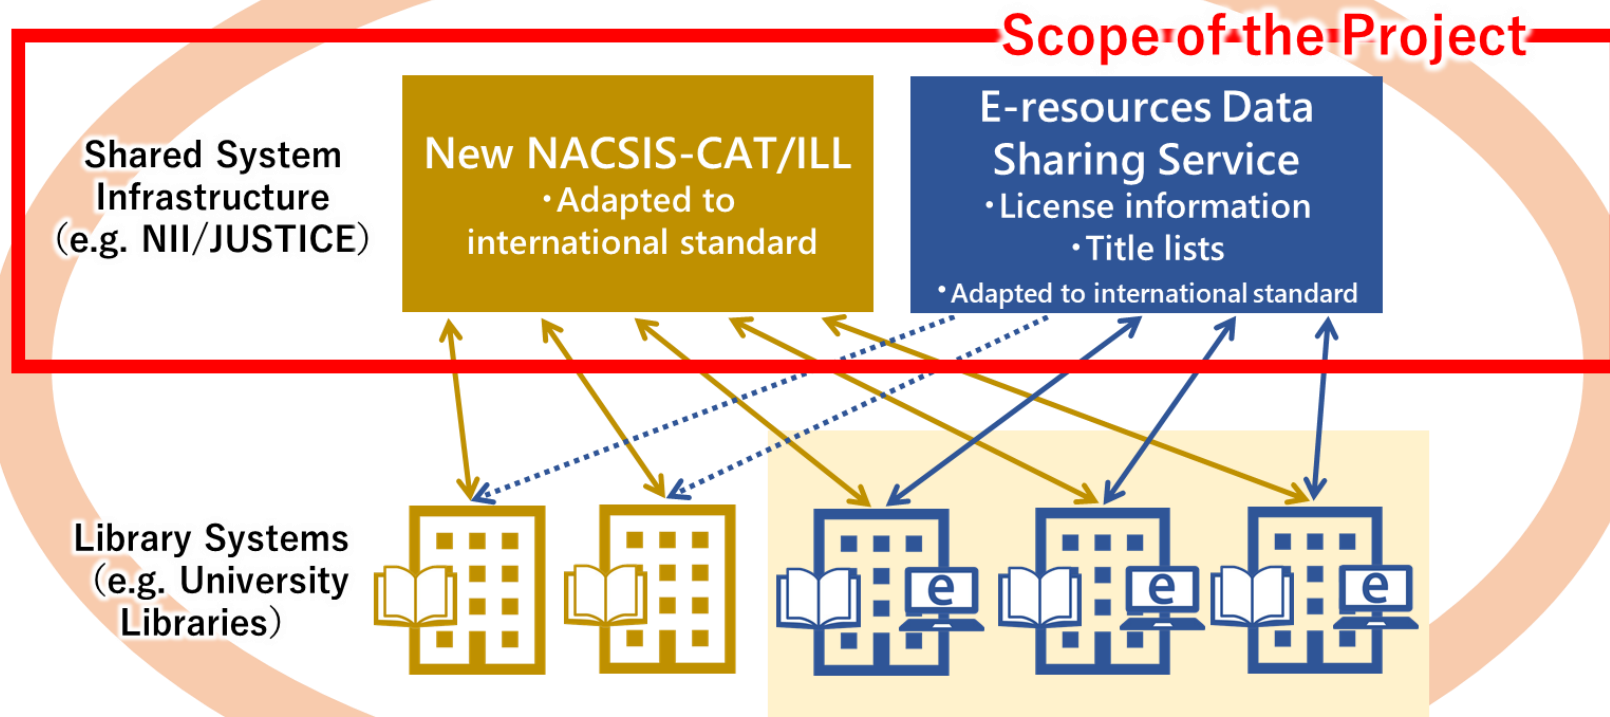 Scope of the Project
Shared System
Infrastructure
（e.g. NII/JUSTICE）
New NACSIS-CAT/ILL
・Adapted to
international standard
E-resources Data
Sharing Service
・License information
・Title lists
・Adapted to international standard
Library Systems
（e.g. University
Libraries）
e
e
e